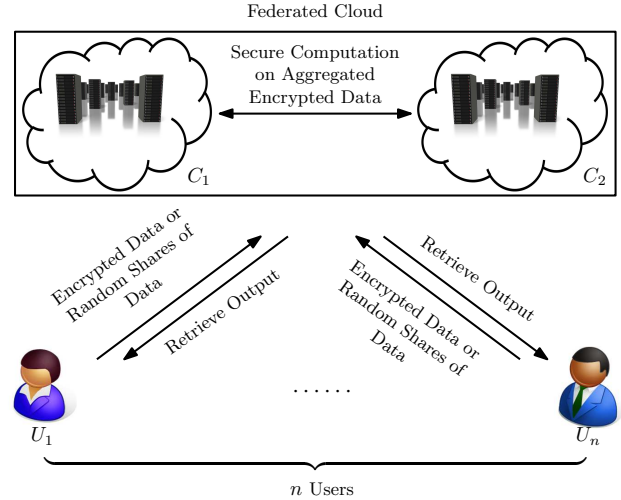 Federated Cloud
Secure Computation
on Aggregated
Encrypted Data
C₁
C₂
Encrypted Data or
Random Shares of
Data
Retrieve Output
Retrieve Output
Encrypted Data or
Random Shares of
Data
......
U₁
Uₙ
n Users